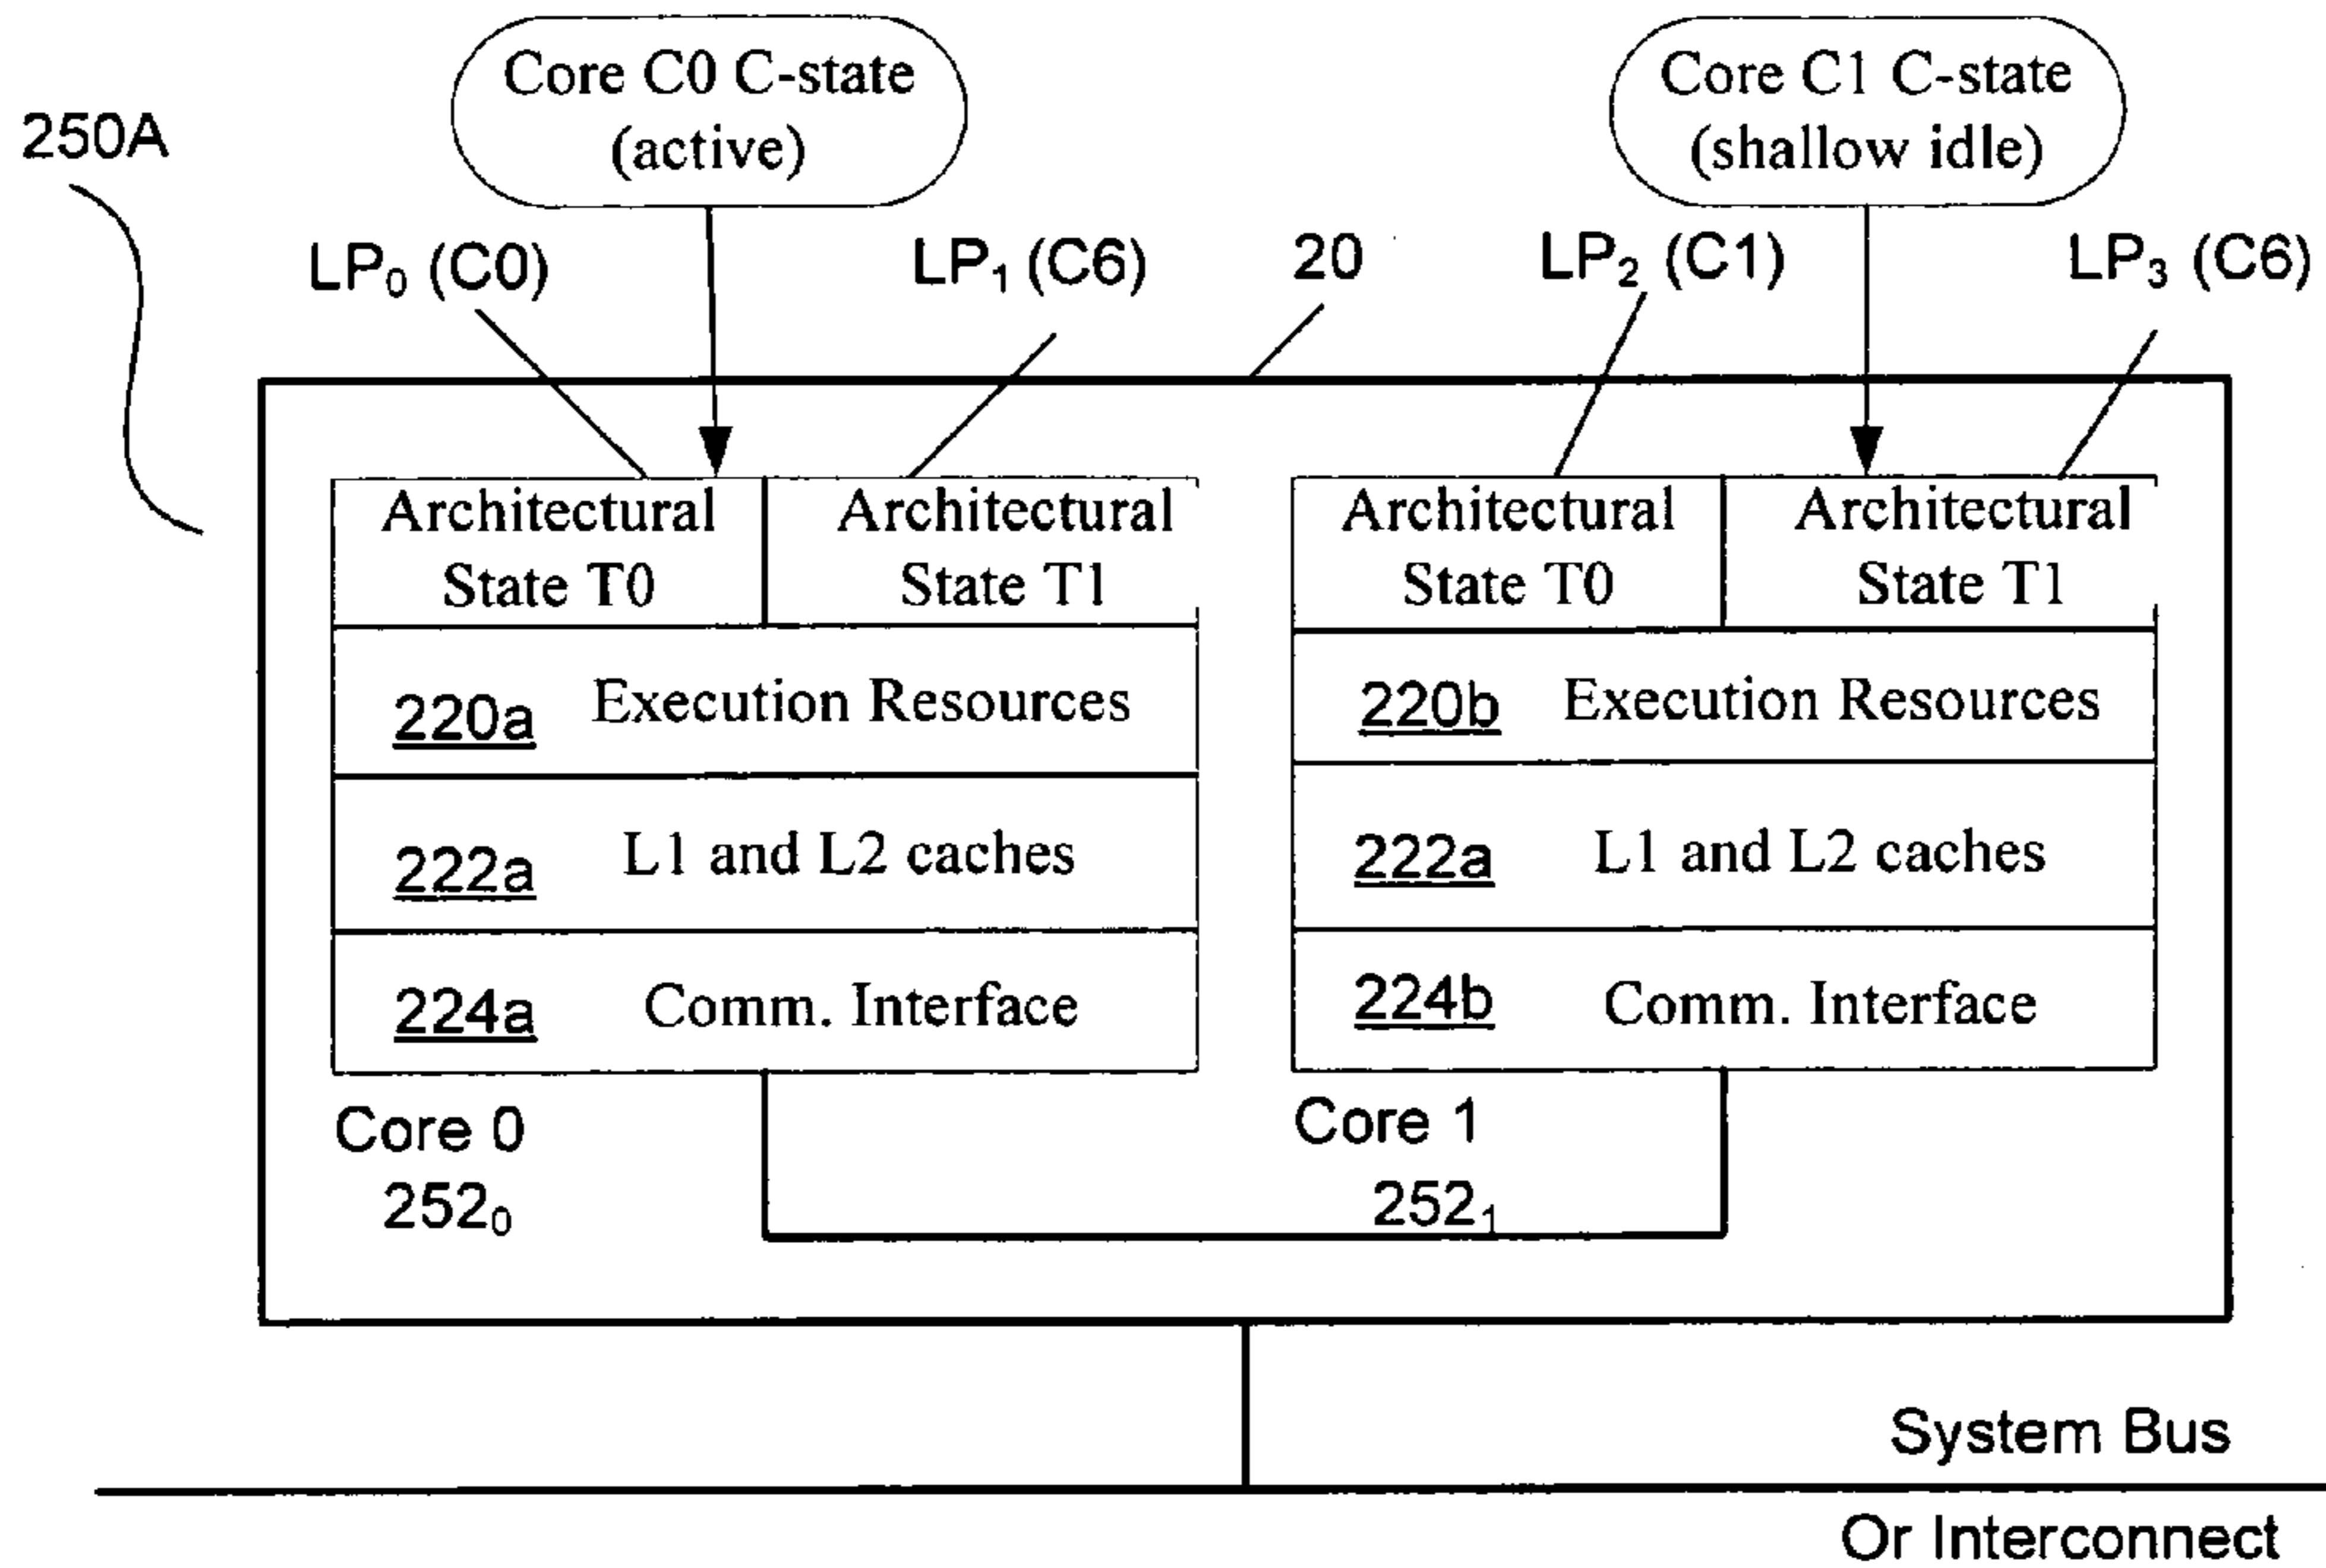 Core C0 C-state
(active)
Core C1 C-state
(shallow idle)
250A
LP₀ (C0)
LP₁ (C6)
20
LP₂ (C1)
LP₃ (C6)
Architectural
State T0
Architectural
State T1
Architectural
State T0
Architectural
State T1
220a Execution Resources
220b Execution Resources
222a L1 and L2 caches
222a L1 and L2 caches
224a Comm. Interface
224b Comm. Interface
Core 0
252₀
Core 1
252₁
System Bus
Or Interconnect